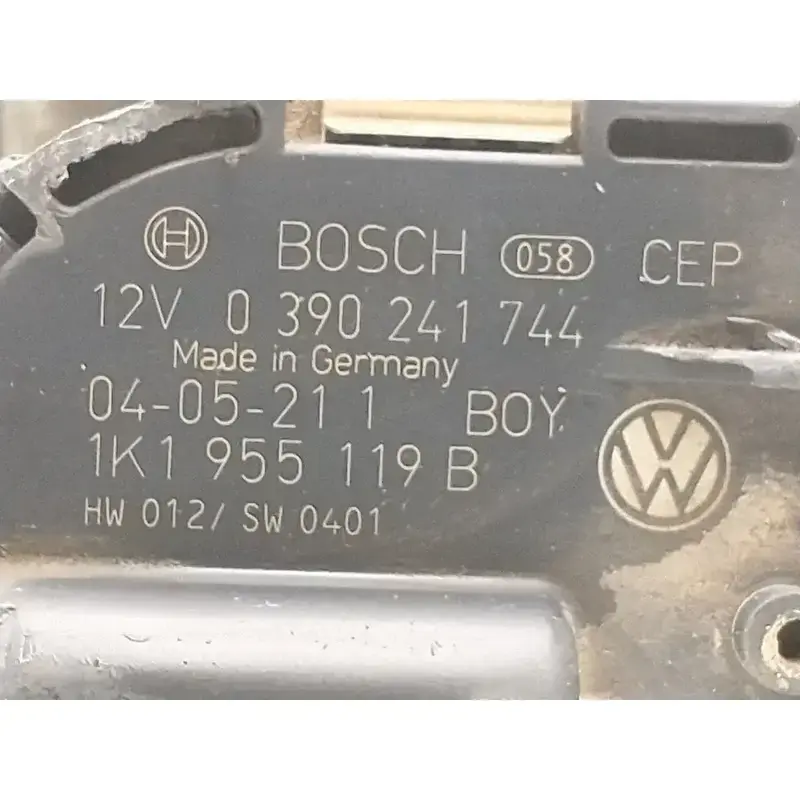 BOSCH 058 CEP
12V 0 390 241 744
Made in Germany
04-05-21 1 BOY
1K1 955 119 B
HW 012/ SW 0401